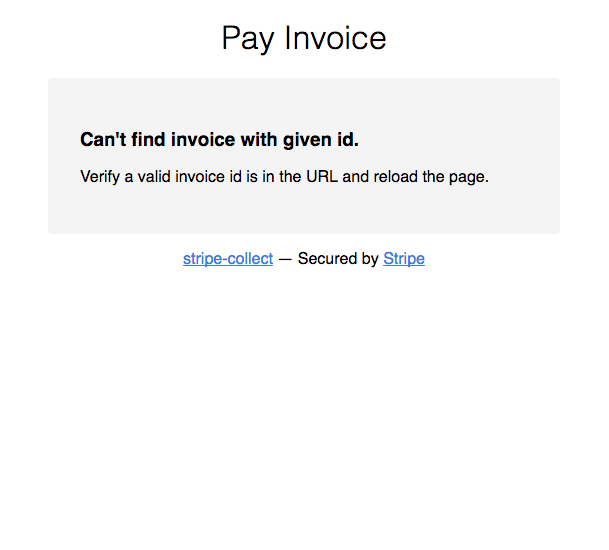 Pay Invoice
Can't find invoice with given id.
Verify a valid invoice id is in the URL and reload the page.
stripe-collect — Secured by Stripe